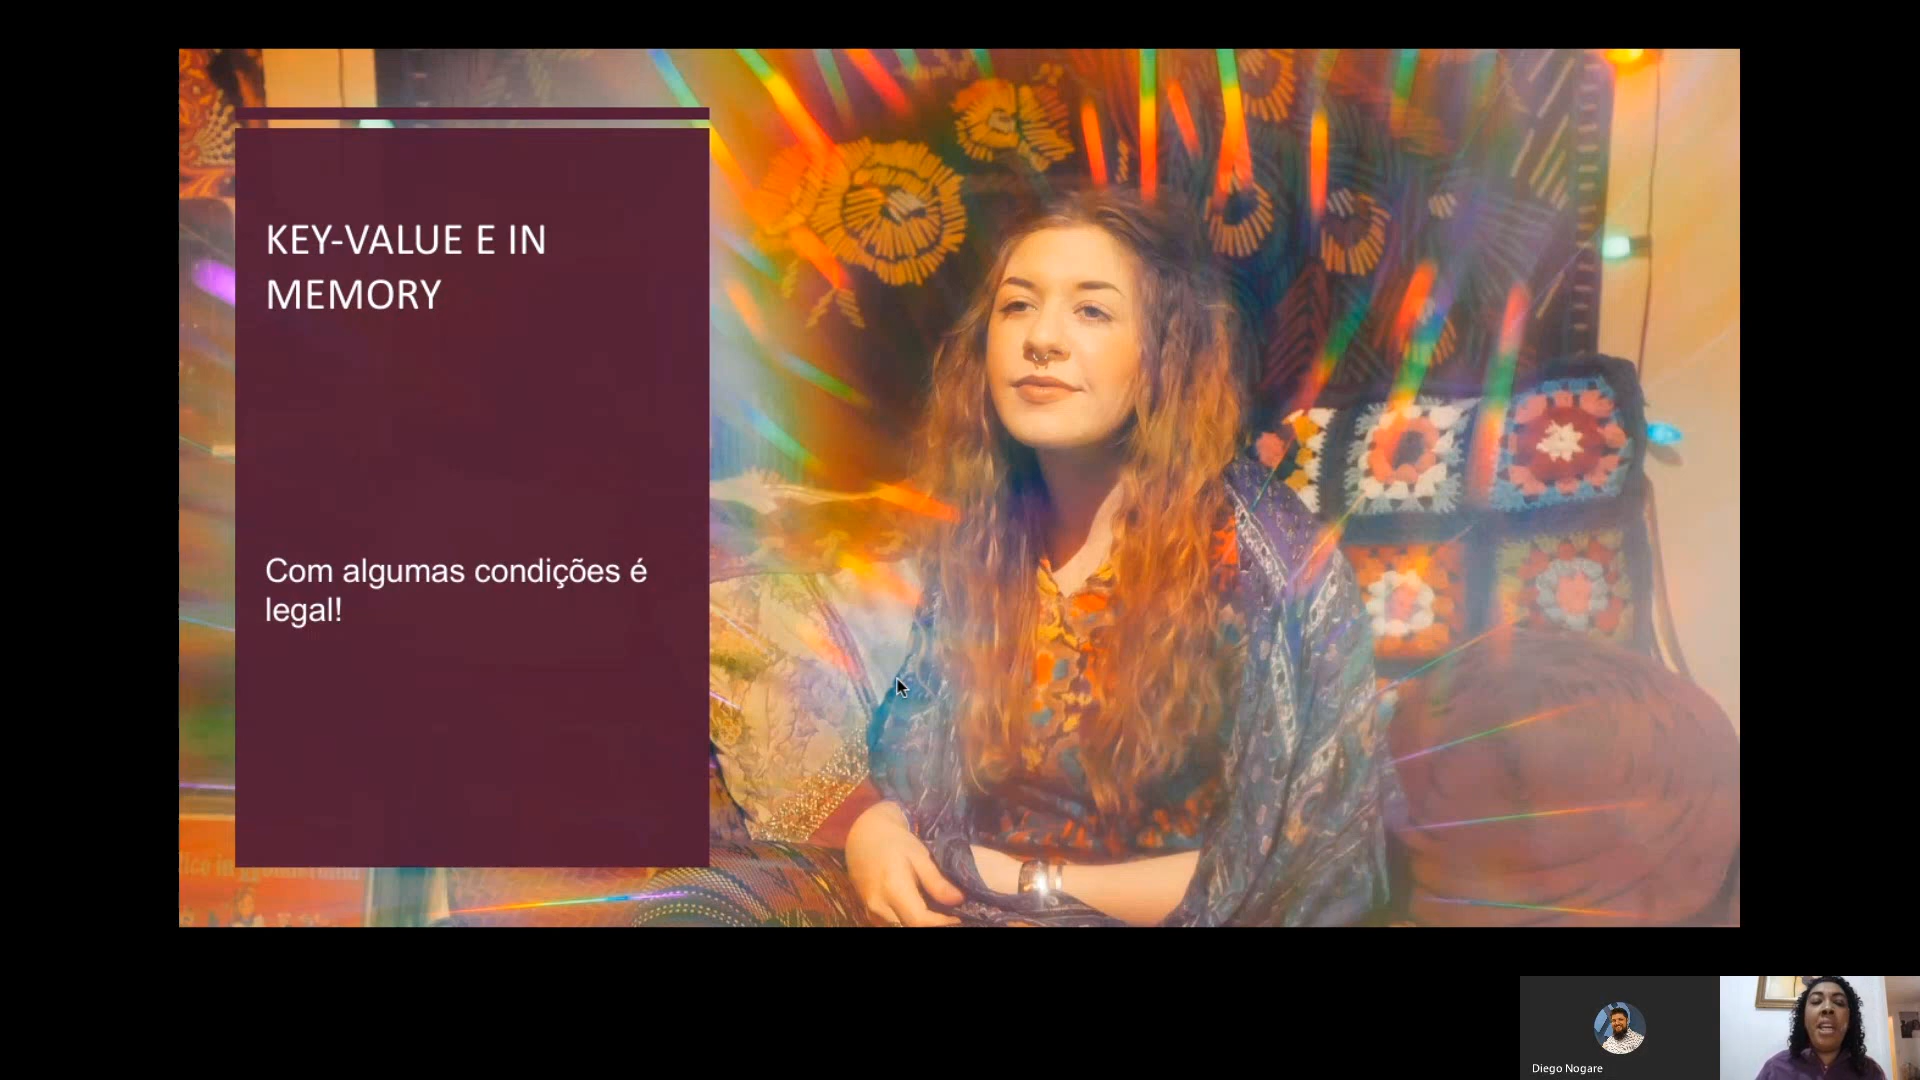 KEY-VALUE E IN
MEMORY
Com algumas condições é
legal!
Diego Nogare